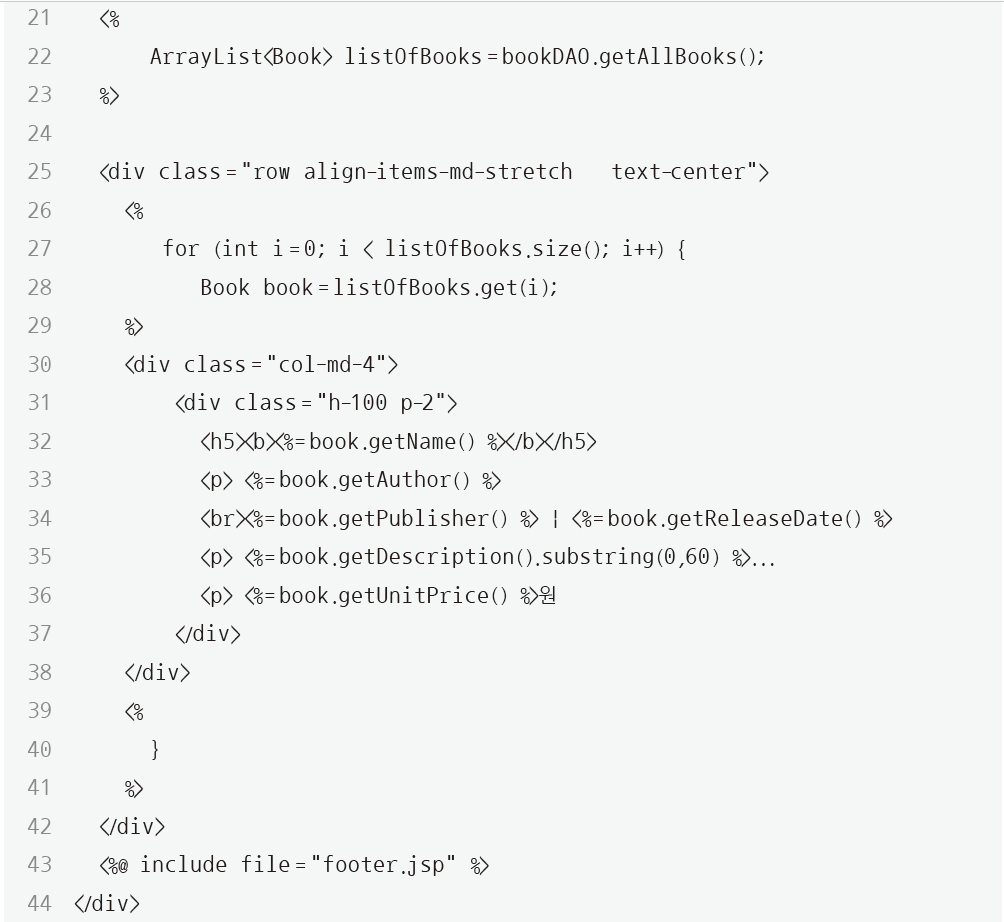 21 <%
22 ArrayList<Book> listOfBooks=bookDAO.getAllBooks();
23 %>
24
25 <div class="row align-items-md-stretch   text-center">
26 <%
27 for (int i=0; i < listOfBooks.size(); i++) {
28 Book book=listOfBooks.get(i);
29 %>
30 <div class="col-md-4">
31 <div class="h-100 p-2">
32 <h5><b><%=book.getName() %></b></h5>
33 <p> <%=book.getAuthor() %>
34 <br><%=book.getPublisher() %> | <%=book.getReleaseDate() %>
35 <p> <%=book.getDescription().substring(0,60) %>...
36 <p> <%=book.getUnitPrice() %>원
37 </div>
38 </div>
39 <%
40 }
41 %>
42 </div>
43 <%@ include file="footer.jsp" %>
44 </div>